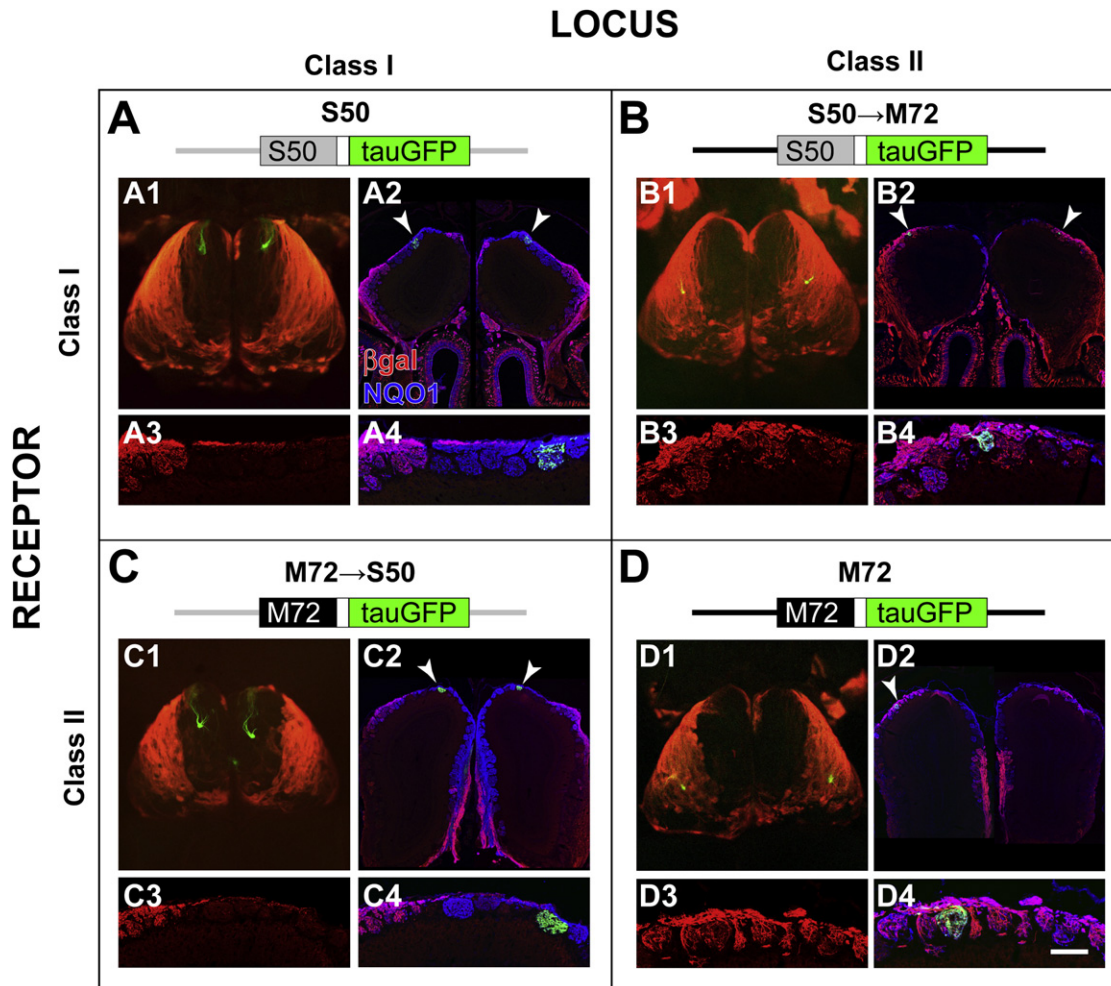 LOCUS
Class I
Class II
RECEPTOR
Class I
Class II
A
S50
S50 tauGFP
A1
A2
βgal
NQO1
A3
A4
B
S50→M72
S50 tauGFP
B1
B2
B3
B4
C
M72→S50
M72 tauGFP
C1
C2
C3
C4
D
M72
M72 tauGFP
D1
D2
D3
D4